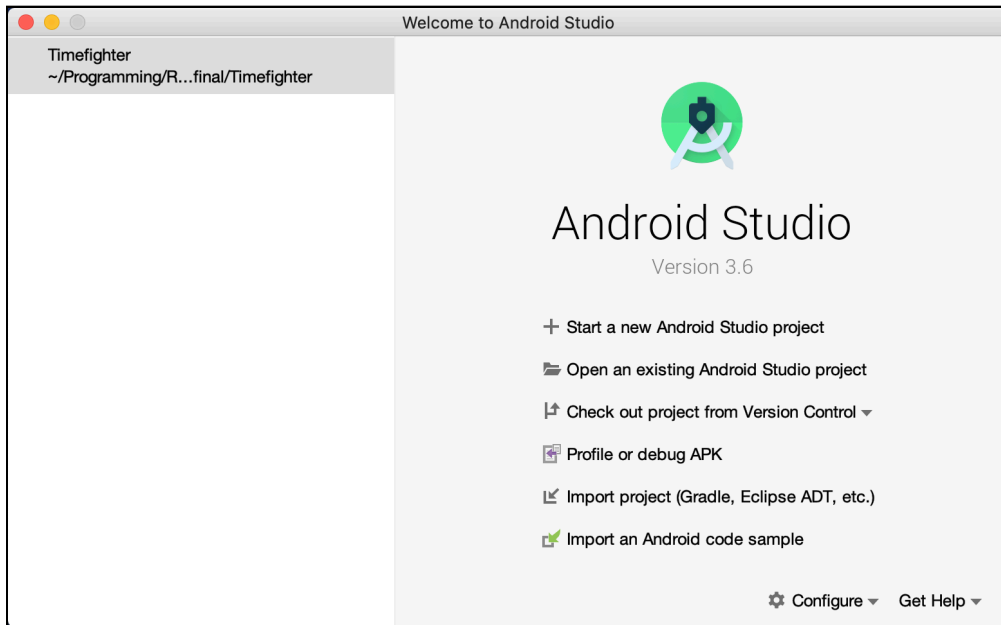 Welcome to Android Studio
Timefighter
~/Programming/R...final/Timefighter
Android Studio
Version 3.6
Start a new Android Studio project
Open an existing Android Studio project
Check out project from Version Control
Profile or debug APK
Import project (Gradle, Eclipse ADT, etc.)
Import an Android code sample
Configure Get Help